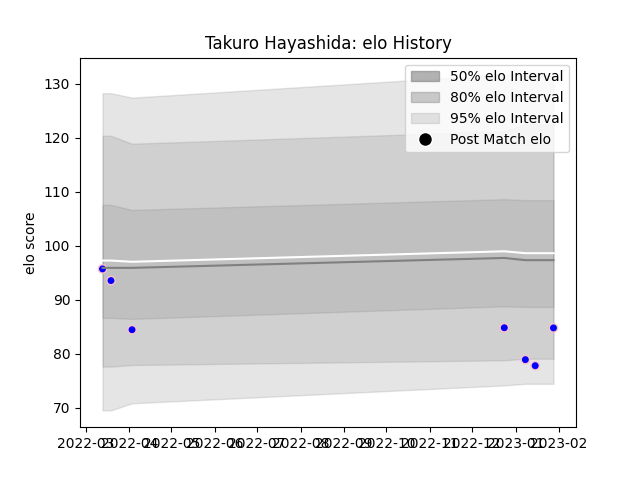 Takuro Hayashida: elo History
130
120
110
100
90
80
70
elo score
50% elo Interval
80% elo Interval
95% elo Interval
Post Match elo
2022-03 2022-04 2022-05 2022-06 2022-07 2022-08 2022-09 2022-10 2022-11 2022-12 2023-01 2023-02